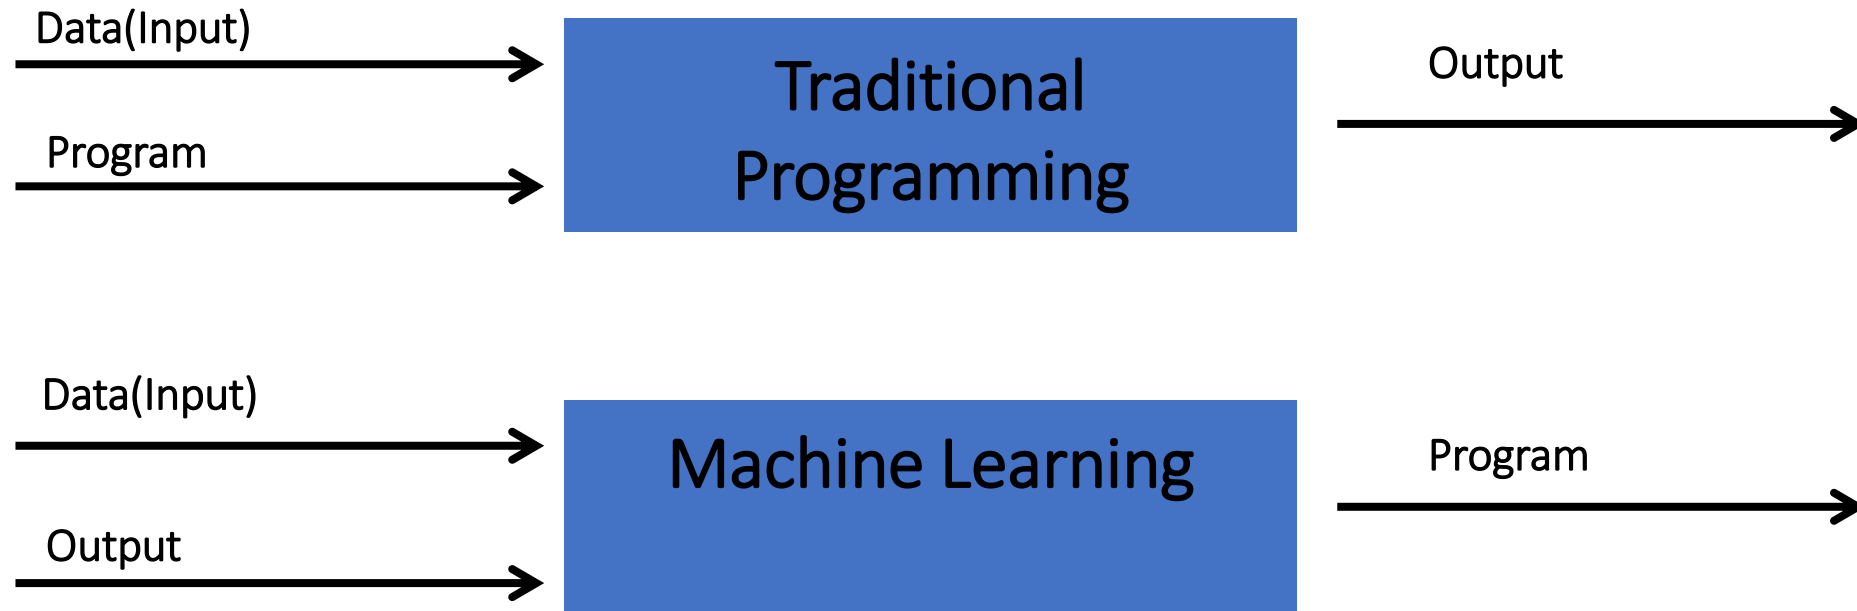 Data(Input)
Program
Traditional
Programming
Output
Data(Input)
Output
Machine Learning
Program